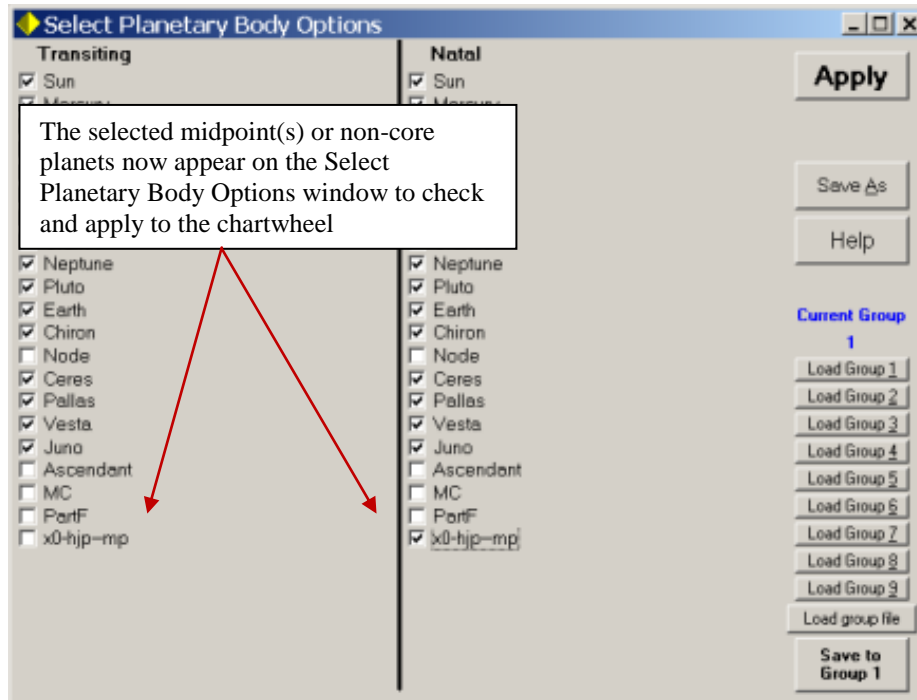 Select Planetary Body Options
Transiting
Sun
Mercury
The selected midpoint(s) or non-core
planets now appear on the Select
Planetary Body Options window to check
and apply to the chartwheel
Neptune
Pluto
Earth
Chiron
Node
Ceres
Pallas
Vesta
Juno
Ascendant
MC
PartF
x0-hjp--mp
Natal
Sun
Mercury
Neptune
Pluto
Earth
Chiron
Node
Ceres
Pallas
Vesta
Juno
Ascendant
MC
PartF
x0-hjp--mp
Apply
Save As
Help
Current Group
1
Load Group 1
Load Group 2
Load Group 3
Load Group 4
Load Group 5
Load Group 6
Load Group 7
Load Group 8
Load Group 9
Load group file
Save to
Group 1